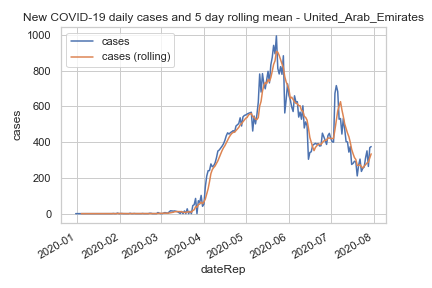 New COVID-19 daily cases and 5 day rolling mean - United_Arab_Emirates
cases
cases (rolling)
1000
800
600
400
200
0
cases
2020-01
2020-02
2020-03
2020-04
2020-05
2020-06
2020-07
2020-08
dateRep